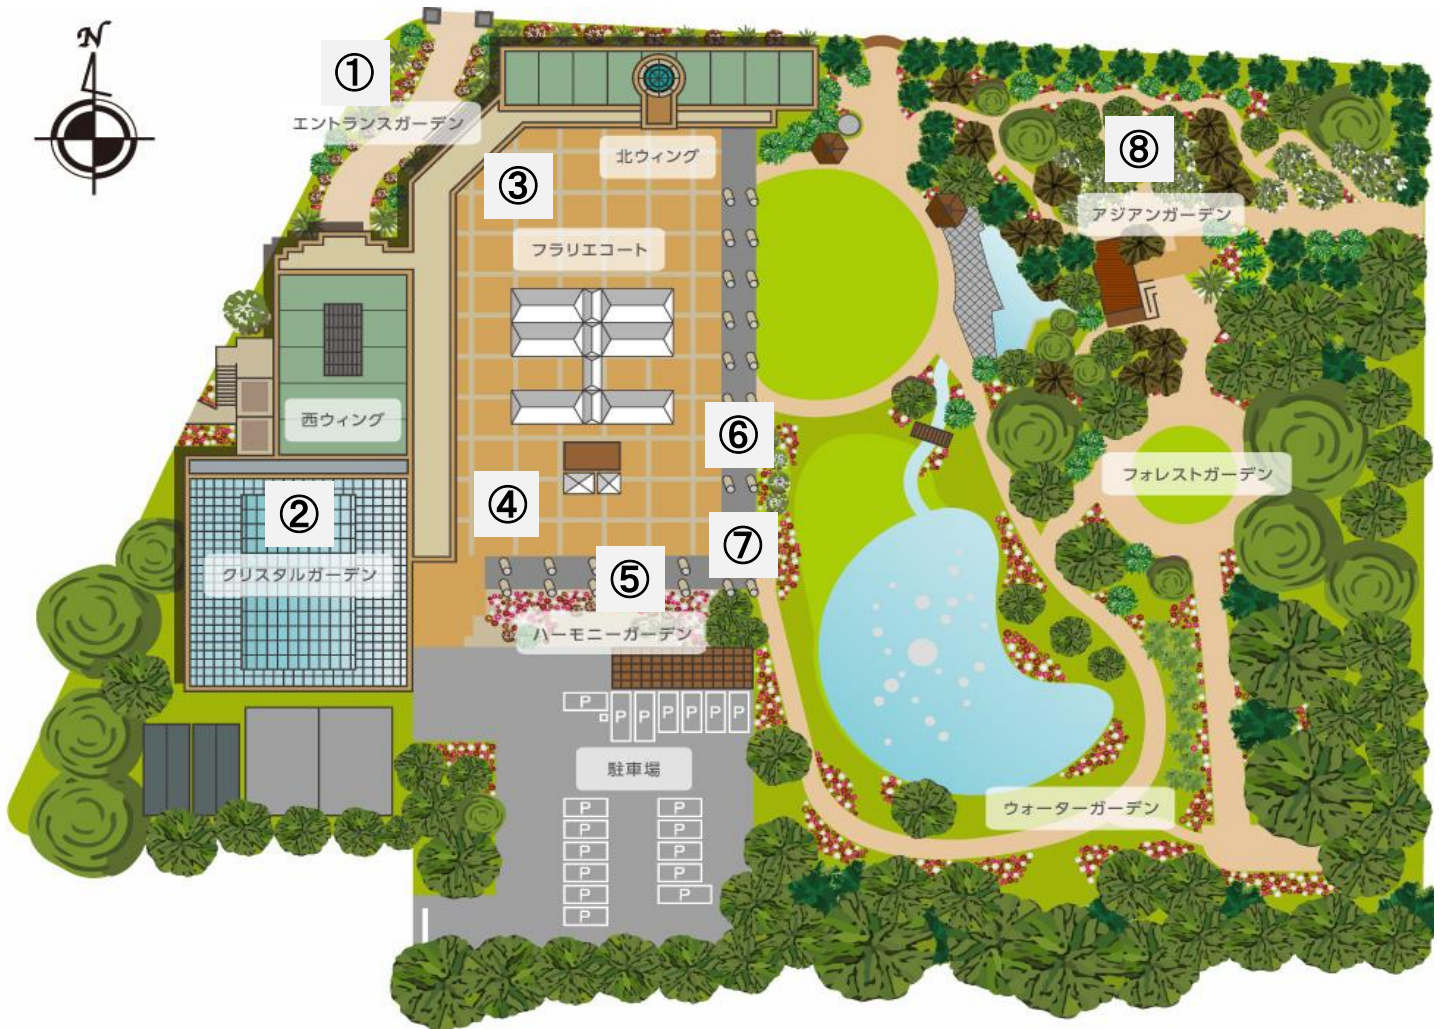 N
①
エントランスガーデン
北ウィング
③
⑧
フラリエコート
アジアンガーデン
西ウィング
⑥
フォレストガーデン
②
④
⑦
クリスタルガーデン
⑤
ハーモニーガーデン
P
P P P P P P
駐車場
ウォーターガーデン
P P
P P
P P
P P
P P
P